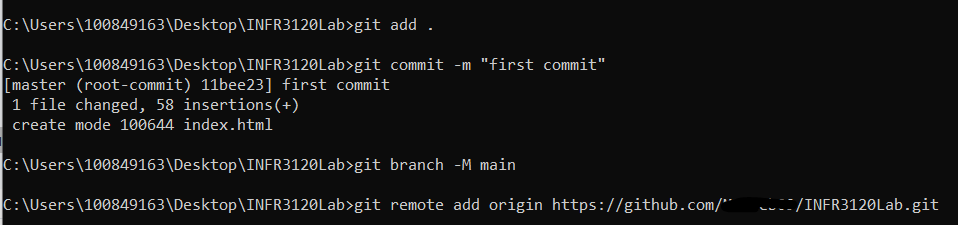 C:\Users\100849163\Desktop\INFR3120Lab>git add .
C:\Users\100849163\Desktop\INFR3120Lab>git commit -m "first commit"
[master (root-commit) 11bee23] first commit
1 file changed, 58 insertions(+)
create mode 100644 index.html
C:\Users\100849163\Desktop\INFR3120Lab>git branch -M main
C:\Users\100849163\Desktop\INFR3120Lab>git remote add origin https://github.com/ /INFR3120Lab.git